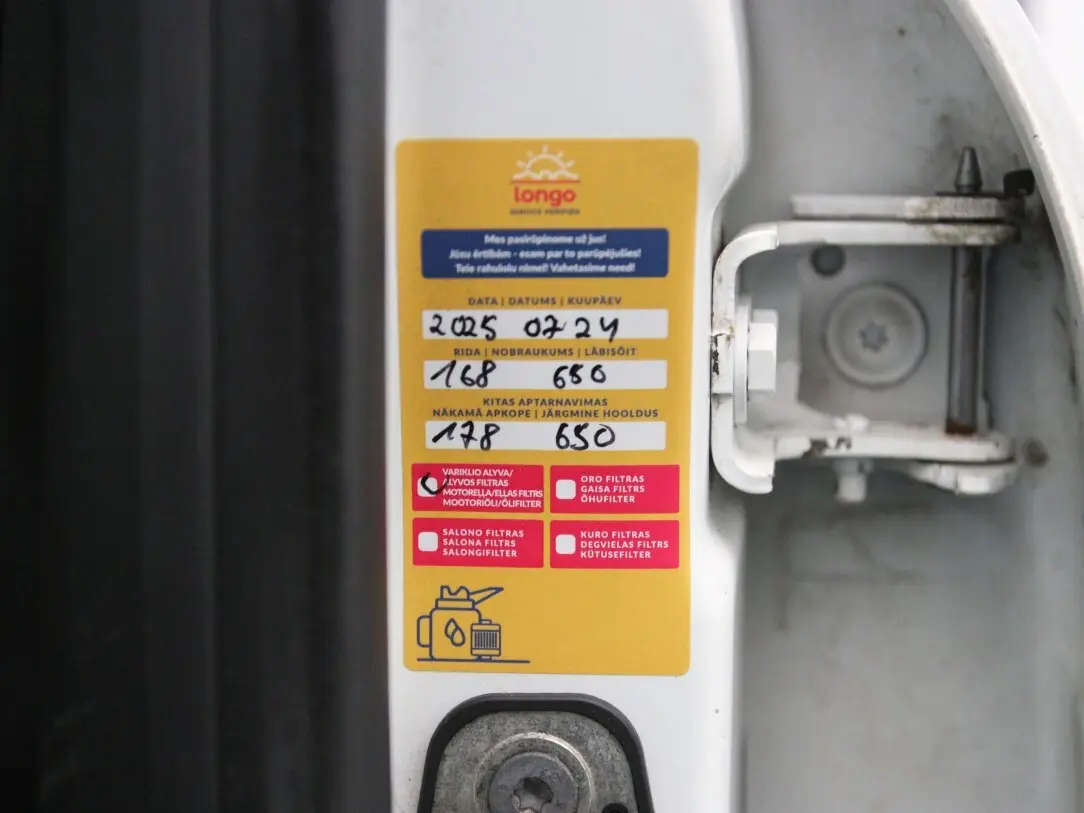 longo
Mes pasirūpinome už jus!
Jūsu ērtībām - esam par to parūpējušies!
Teie rahuloiu nimel! Vahetasime need!
DATA | DATUMS | KUUPÄEV
2025 07 24
RIDA | NOBRAUKUMS | LÄBISÕIT
168 650
KITAS APTARNAVIMAS
NĀKAMĀ APKOPE | JÄRGMINE HOOLDUS
178 650
VARIKLIO ALYVA/
ALYVOS FILTRAS
MOTOREĻĻA/EĻĻAS FILTRS
MOOTORIÕLI/ÕLIFILTER
ORO FILTRAS
GAISA FILTRS
ÕHUFILTER
SALONO FILTRAS
SALONA FILTRS
SALONGIFILTER
KURO FILTRAS
DEGVIELAS FILTRS
KÜTUSEFILTER